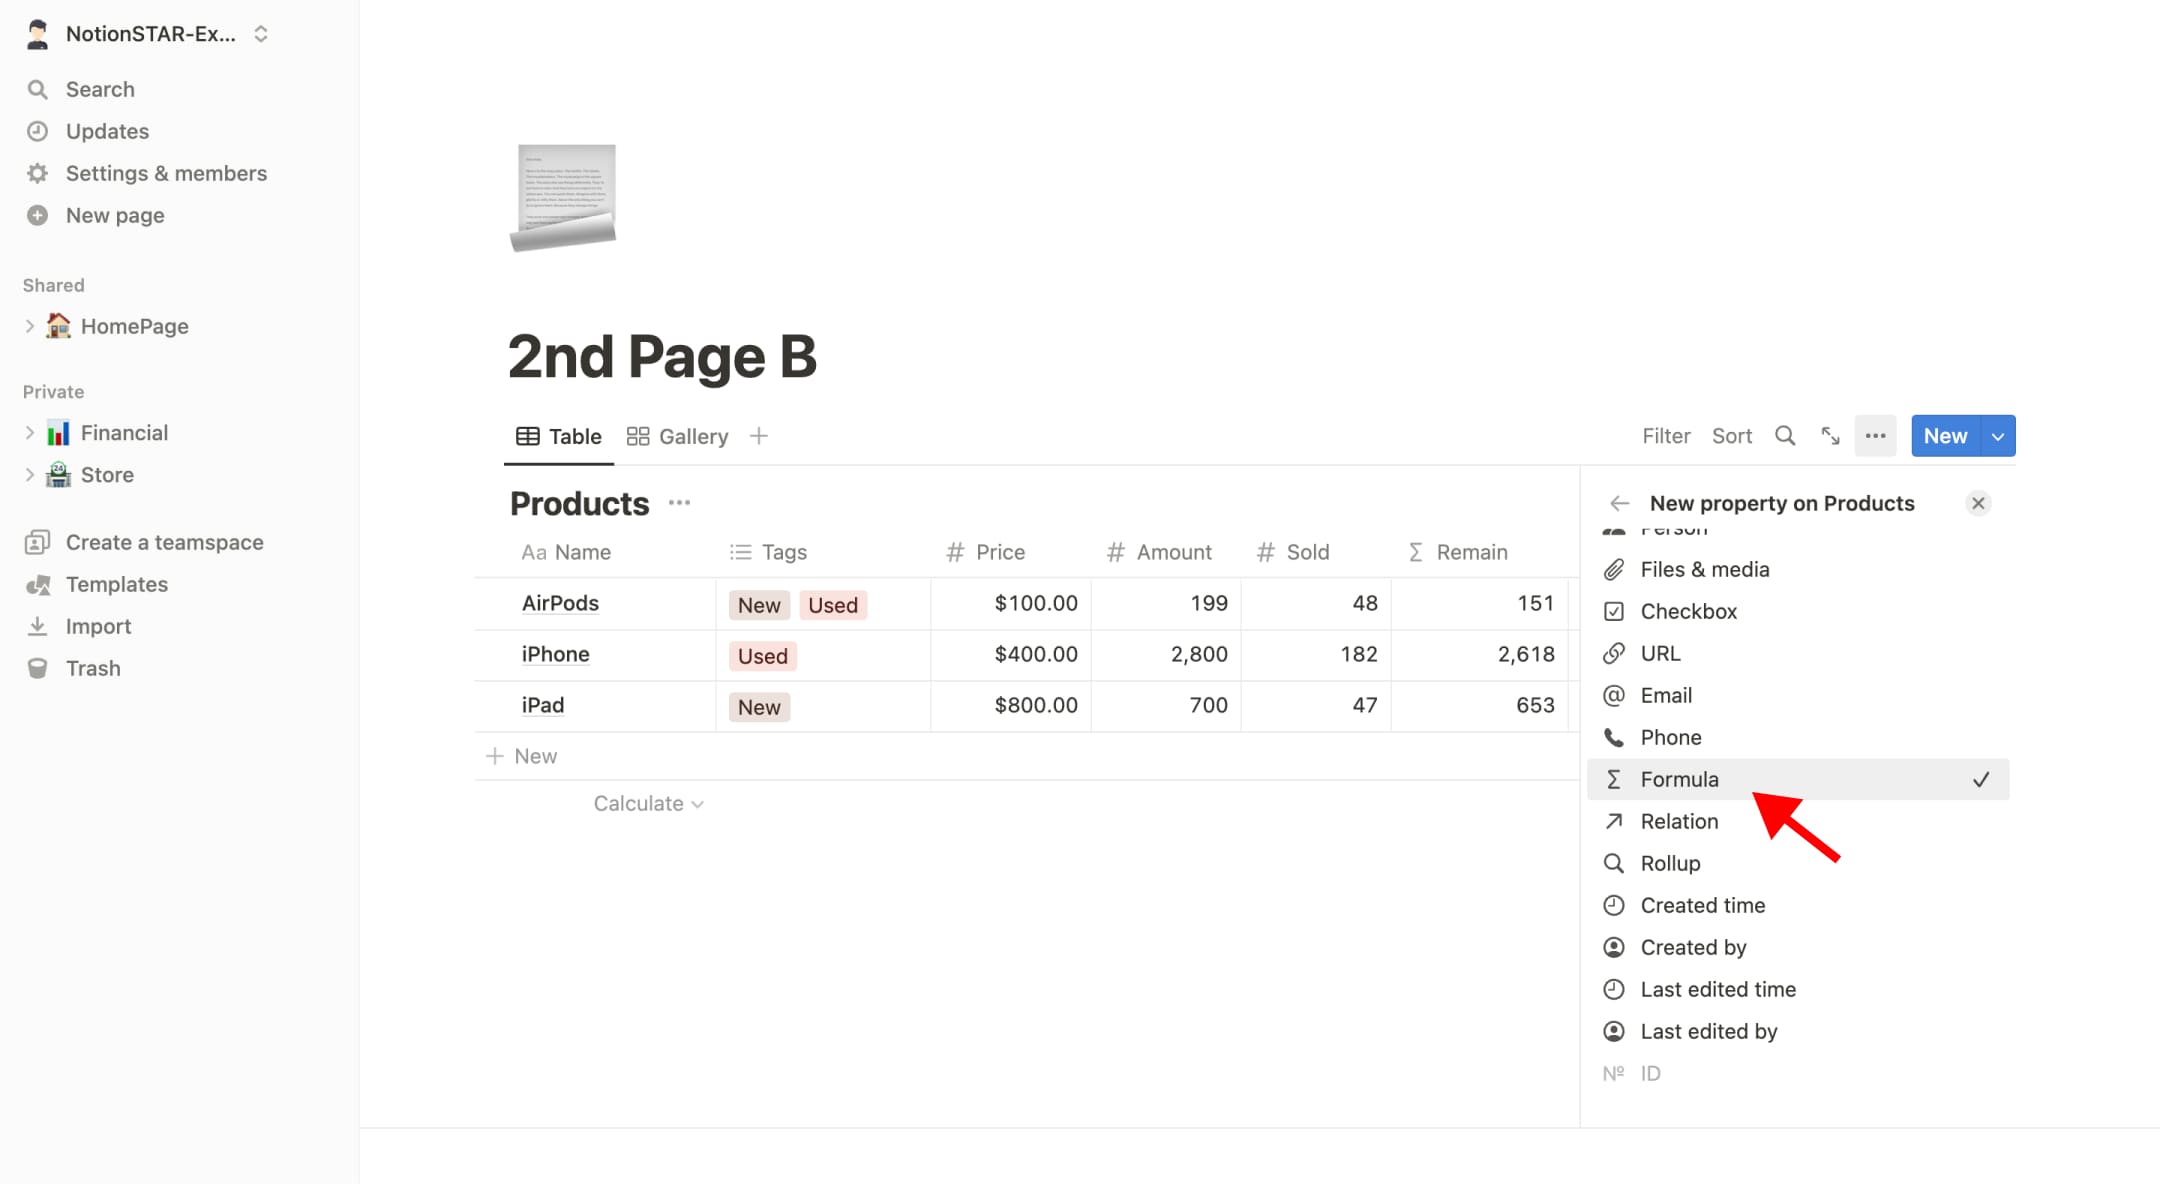 NotionSTAR-Ex...
Search
Updates
Settings & members
New page
Shared
HomePage
Private
Financial
Store
Create a teamspace
Templates
Import
Trash
2nd Page B
Table Gallery
Filter Sort New
Products
Aa Name Tags # Price # Amount # Sold Σ Remain
AirPods New Used $100.00 199 48 151
iPhone Used $400.00 2,800 182 2,618
iPad New $800.00 700 47 653
+ New
Calculate
New property on Products
Person
Files & media
Checkbox
URL
@ Email
Phone
Σ Formula
Relation
Rollup
Created time
Created by
Last edited time
Last edited by
Nº ID